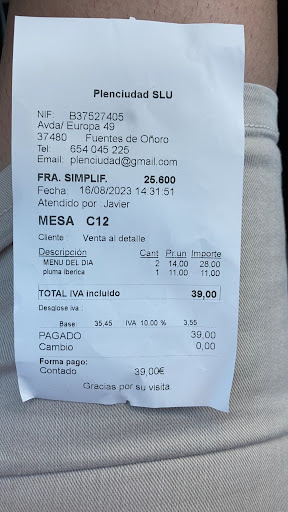 Plenciudad SLU
NIF: B37527405
Avda/ Europa 49
37480 Fuentes de Oñoro
Tel: 654 045 225
Email: plenciudad@gmail.com
FRA. SIMPLIF. 25.600
Fecha: 16/08/2023 14:31:51
Atendido por :Javier
MESA C12
Cliente : Venta al detalle
Descripción Cant Pr.un Importe
MENU DEL DIA 2 14,00 28,00
pluma iberica 1 11,00 11,00
TOTAL IVA incluido 39,00
Desglose iva :
Base: 35,45 IVA 10,00 % 3,55
PAGADO 39,00
Cambio 0,00
Forma pago:
Contado 39,00€
Gracias por su visita